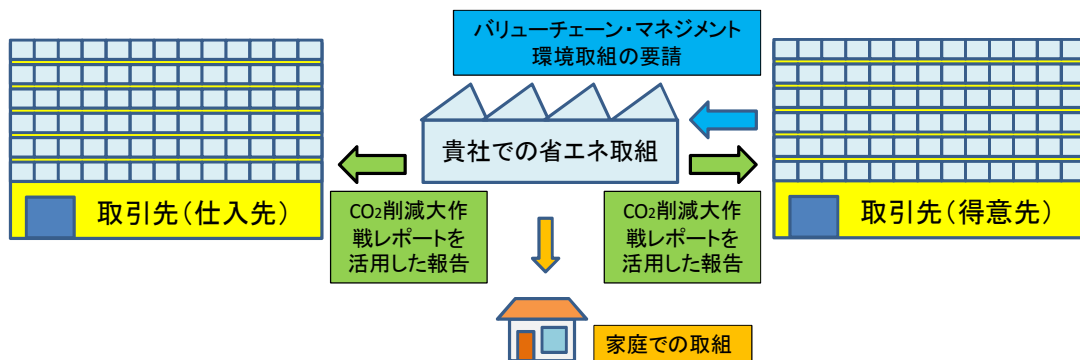 バリューチェーン・マネジメント
環境取組の要請
貴社での省エネ取組
取引先(仕入先)
取引先(得意先)
CO₂削減大作
戦レポートを
活用した報告
CO₂削減大作
戦レポートを
活用した報告
家庭での取組